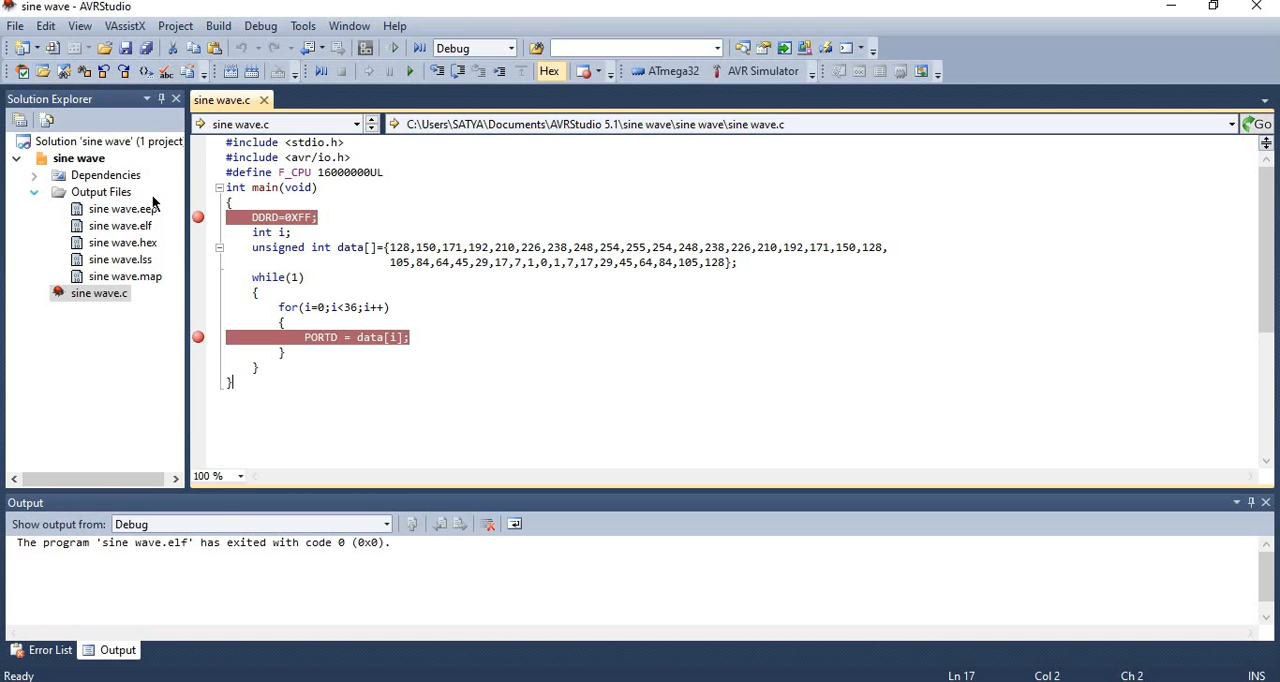 sine wave - AVRStudio
File Edit View VAssistX Project Build Debug Tools Window Help
Debug
Hex ATmega32 AVR Simulator
Solution Explorer
sine wave.c
sine wave.c C:\Users\SATYA\Documents\AVRStudio 5.1\sine wave\sine wave\sine wave.c Go
Solution 'sine wave' (1 project
sine wave
Dependencies
Output Files
sine wave.eep
sine wave.elf
sine wave.hex
sine wave.lss
sine wave.map
sine wave.c
#include <stdio.h>
#include <avr/io.h>
#define F_CPU 16000000UL
int main(void)
{
DDRD=0XFF;
int i;
unsigned int data[]={128,150,171,192,210,226,238,248,254,255,254,248,238,226,210,192,171,150,128,
105,84,64,45,29,17,7,1,0,1,7,17,29,45,64,84,105,128};
while(1)
{
for(i=0;i<36;i++)
{
PORTD = data[i];
}
}
}
100 %
Output
Show output from: Debug
The program 'sine wave.elf' has exited with code 0 (0x0).
Error List Output
Ready Ln 17 Col 2 Ch 2 INS